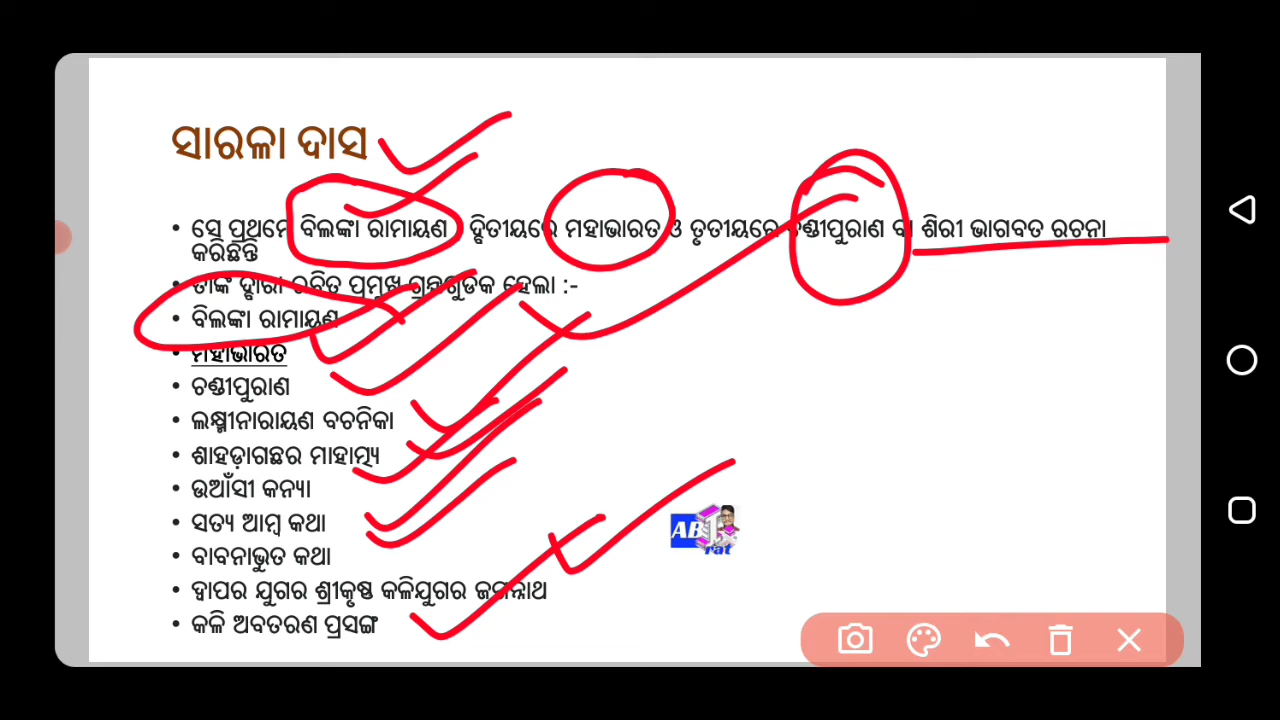 ସାରଳା ଦାସ
• ସେ ପ୍ରଥମେ ବିଲଙ୍କା ରାମାୟଣ , ଦ୍ବିତୀୟରେ ମହାଭାରତ ଓ ତୃତୀୟରେ ଚଣ୍ଡୀପୁରାଣ ବା ଶିରୀ ଭାଗବତ ରଚନା
କରିଛିନ୍ତି
• ତାଙ୍କ ଦ୍ବାରା ରଚିତ ପ୍ରମୁଖ ଗ୍ରନ୍ଥଗୁଡିକ ହେଲା :-
• ବିଲଙ୍କା ରାମାୟଣ
• ମହାଭାରତ
• ଚଣ୍ଡୀପୁରାଣ
• ଲକ୍ଷ୍ମୀନାରାୟଣ ବଚନିକା
• ଶାହଡ଼ାଗଛର ମାହାତ୍ମ୍ୟ
• ଉଆଁସୀ କନ୍ୟା
• ସତ୍ୟ ଆମ୍ବ କଥା
• ବାବନାଭୁତ କଥା
• ଦ୍ଵାପର ଯୁଗର ଶ୍ରୀକୃଷ୍ଣ କଳିଯୁଗର ଜଗନ୍ନାଥ
• କଳି ଅବତରଣ ପ୍ରସଙ୍ଗ